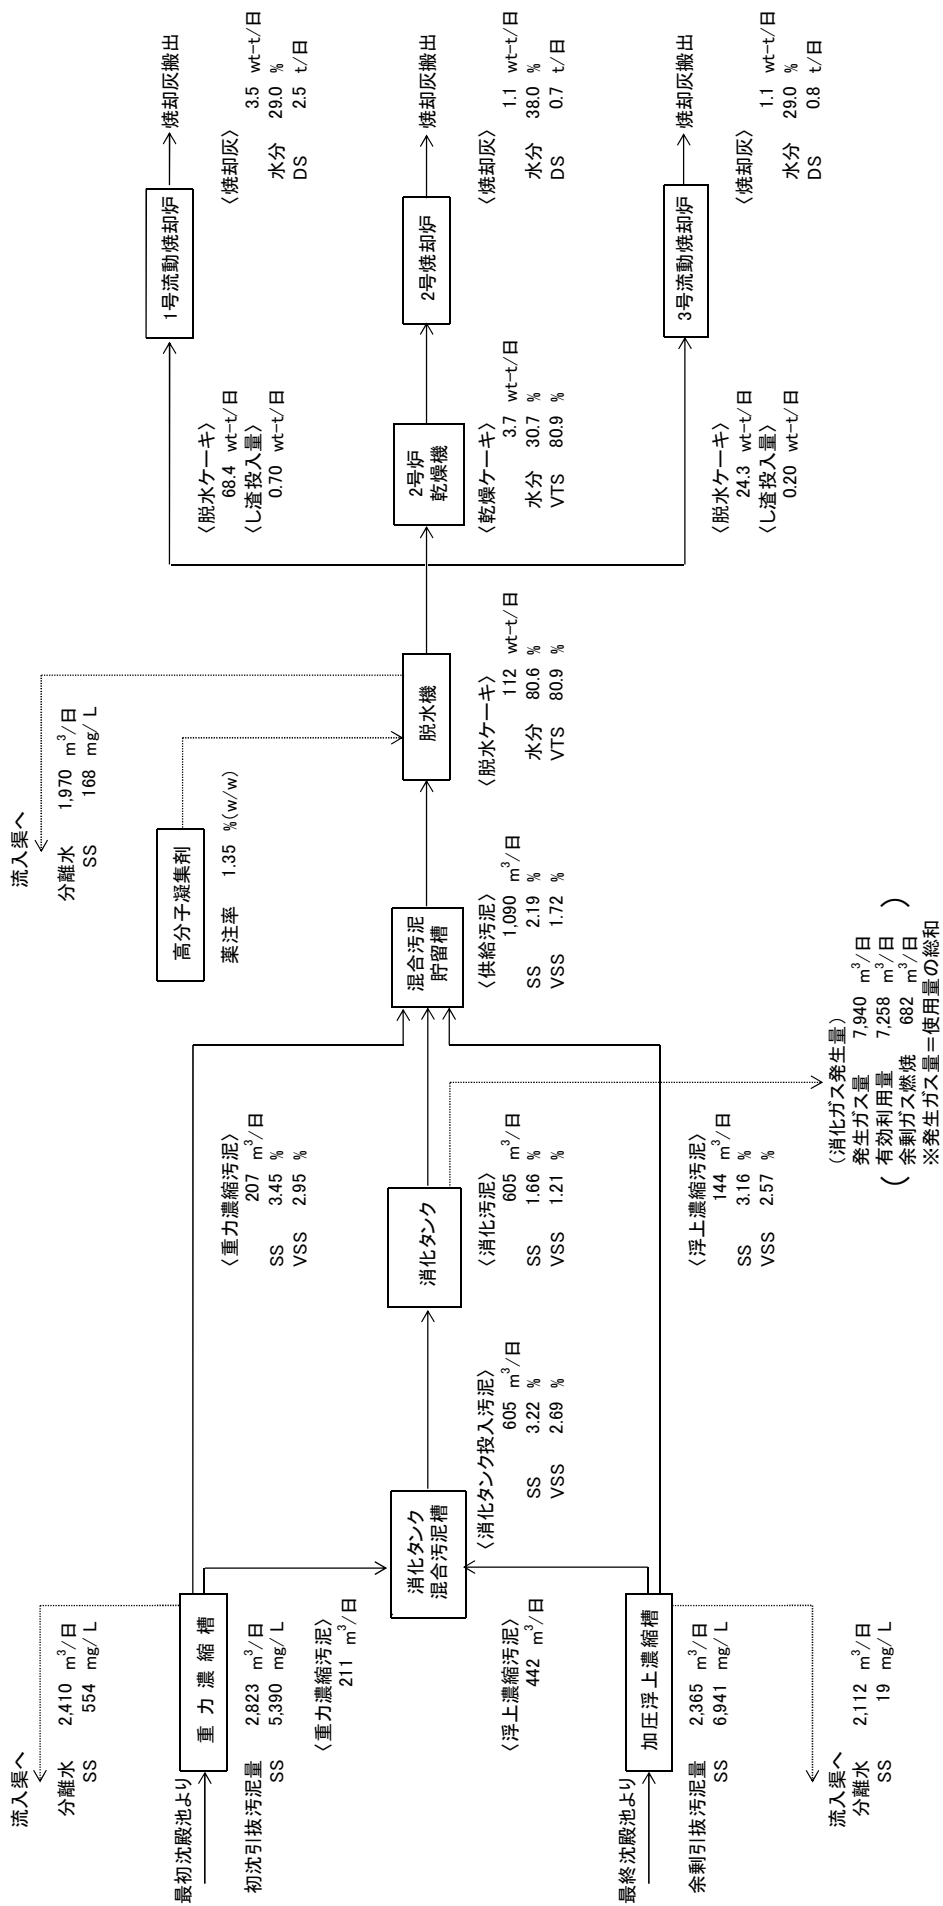 流入渠へ
分離水 2,410 m³/日
SS 554 mg/L
最初沈殿池より
重力濃縮槽
初沈引抜汚泥量 2,823 m³/日
SS 5,390 mg/L
〈重力濃縮汚泥〉
211 m³/日
〈浮上濃縮汚泥〉
442 m³/日
最終沈殿池より
加圧浮上濃縮槽
余剰引抜汚泥量 2,365 m³/日
SS 6,941 mg/L
流入渠へ
分離水 2,112 m³/日
SS 19 mg/L
消化タンク
混合汚泥槽
〈消化タンク投入汚泥〉
605 m³/日
SS 3.22 %
VSS 2.69 %
〈重力濃縮汚泥〉
207 m³/日
SS 3.45 %
VSS 2.95 %
消化タンク
〈消化汚泥〉
605 m³/日
SS 1.66 %
VSS 1.21 %
〈浮上濃縮汚泥〉
144 m³/日
SS 3.16 %
VSS 2.57 %
(消化ガス発生量)
発生ガス量 7,940 m³/日
(有効利用量 7,258 m³/日)
余剰ガス燃焼 682 m³/日
※発生ガス量=使用量の総和
流入渠へ
分離水 1,970 m³/日
SS 168 mg/L
高分子凝集剤
薬注率 1.35 %(w/w)
混合汚泥
貯留槽
〈供給汚泥〉
1,090 m³/日
SS 2.19 %
VSS 1.72 %
脱水機
〈脱水ケーキ〉
112 wt-t/日
水分 80.6 %
VTS 80.9 %
〈脱水ケーキ〉
68.4 wt-t/日
〈し渣投入量〉
0.70 wt-t/日
2号炉
乾燥機
〈乾燥ケーキ〉
3.7 wt-t/日
水分 30.7 %
VTS 80.9 %
〈脱水ケーキ〉
24.3 wt-t/日
〈し渣投入量〉
0.20 wt-t/日
1号流動焼却炉
焼却灰搬出
〈焼却灰〉
3.5 wt-t/日
水分 29.0 %
DS 2.5 t/日
2号焼却炉
焼却灰搬出
〈焼却灰〉
1.1 wt-t/日
水分 38.0 %
DS 0.7 t/日
3号流動焼却炉
焼却灰搬出
〈焼却灰〉
1.1 wt-t/日
水分 29.0 %
DS 0.8 t/日